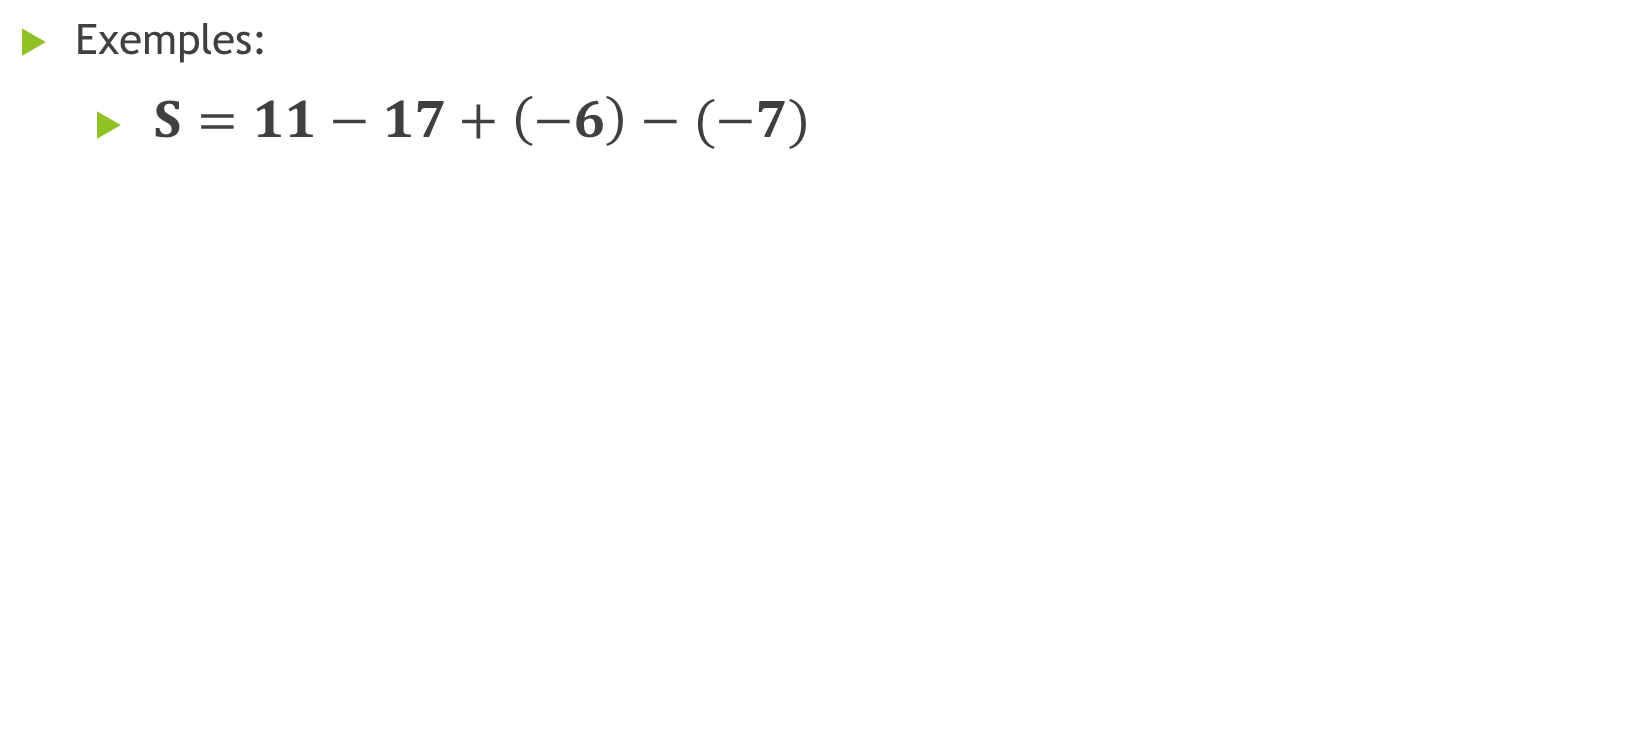 Exemples:
S = 11 − 17 + (−6) − (−7)